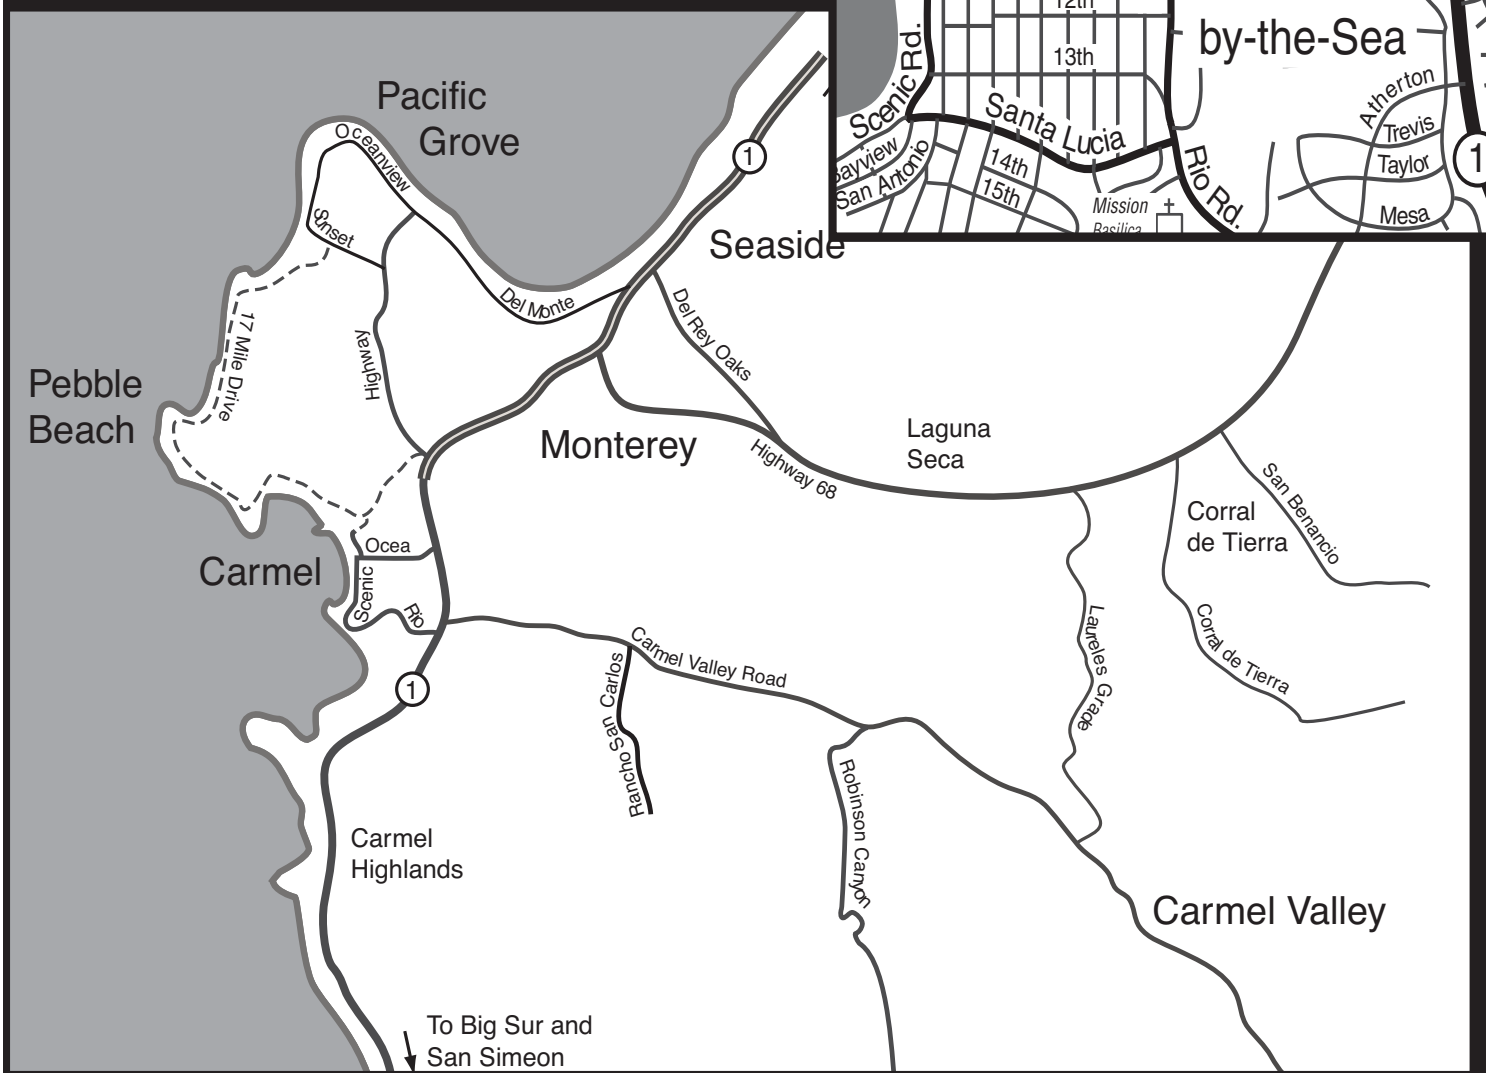 12th
by-the-Sea
13th
Scenic Rd.
Santa Lucia
Atherton
Trevis
Taylor
Mesa
1
Bayview
San Antonio
14th
15th
Rio Rd.
Mission
Basilica
Pacific
Grove
Oceanview
1
Sunset
Seaside
Del Monte
Del Rey Oaks
17 Mile Drive
Highway
Pebble
Beach
Monterey
Highway 68
Laguna
Seca
San Benancio
Corral
de Tierra
Ocea
Carmel
Scenic
Rio
Carmel Valley Road
Rancho San Carlos
Laureles Grade
Corral de Tierra
1
Robinson Canyon
Carmel
Highlands
Carmel Valley
To Big Sur and
San Simeon